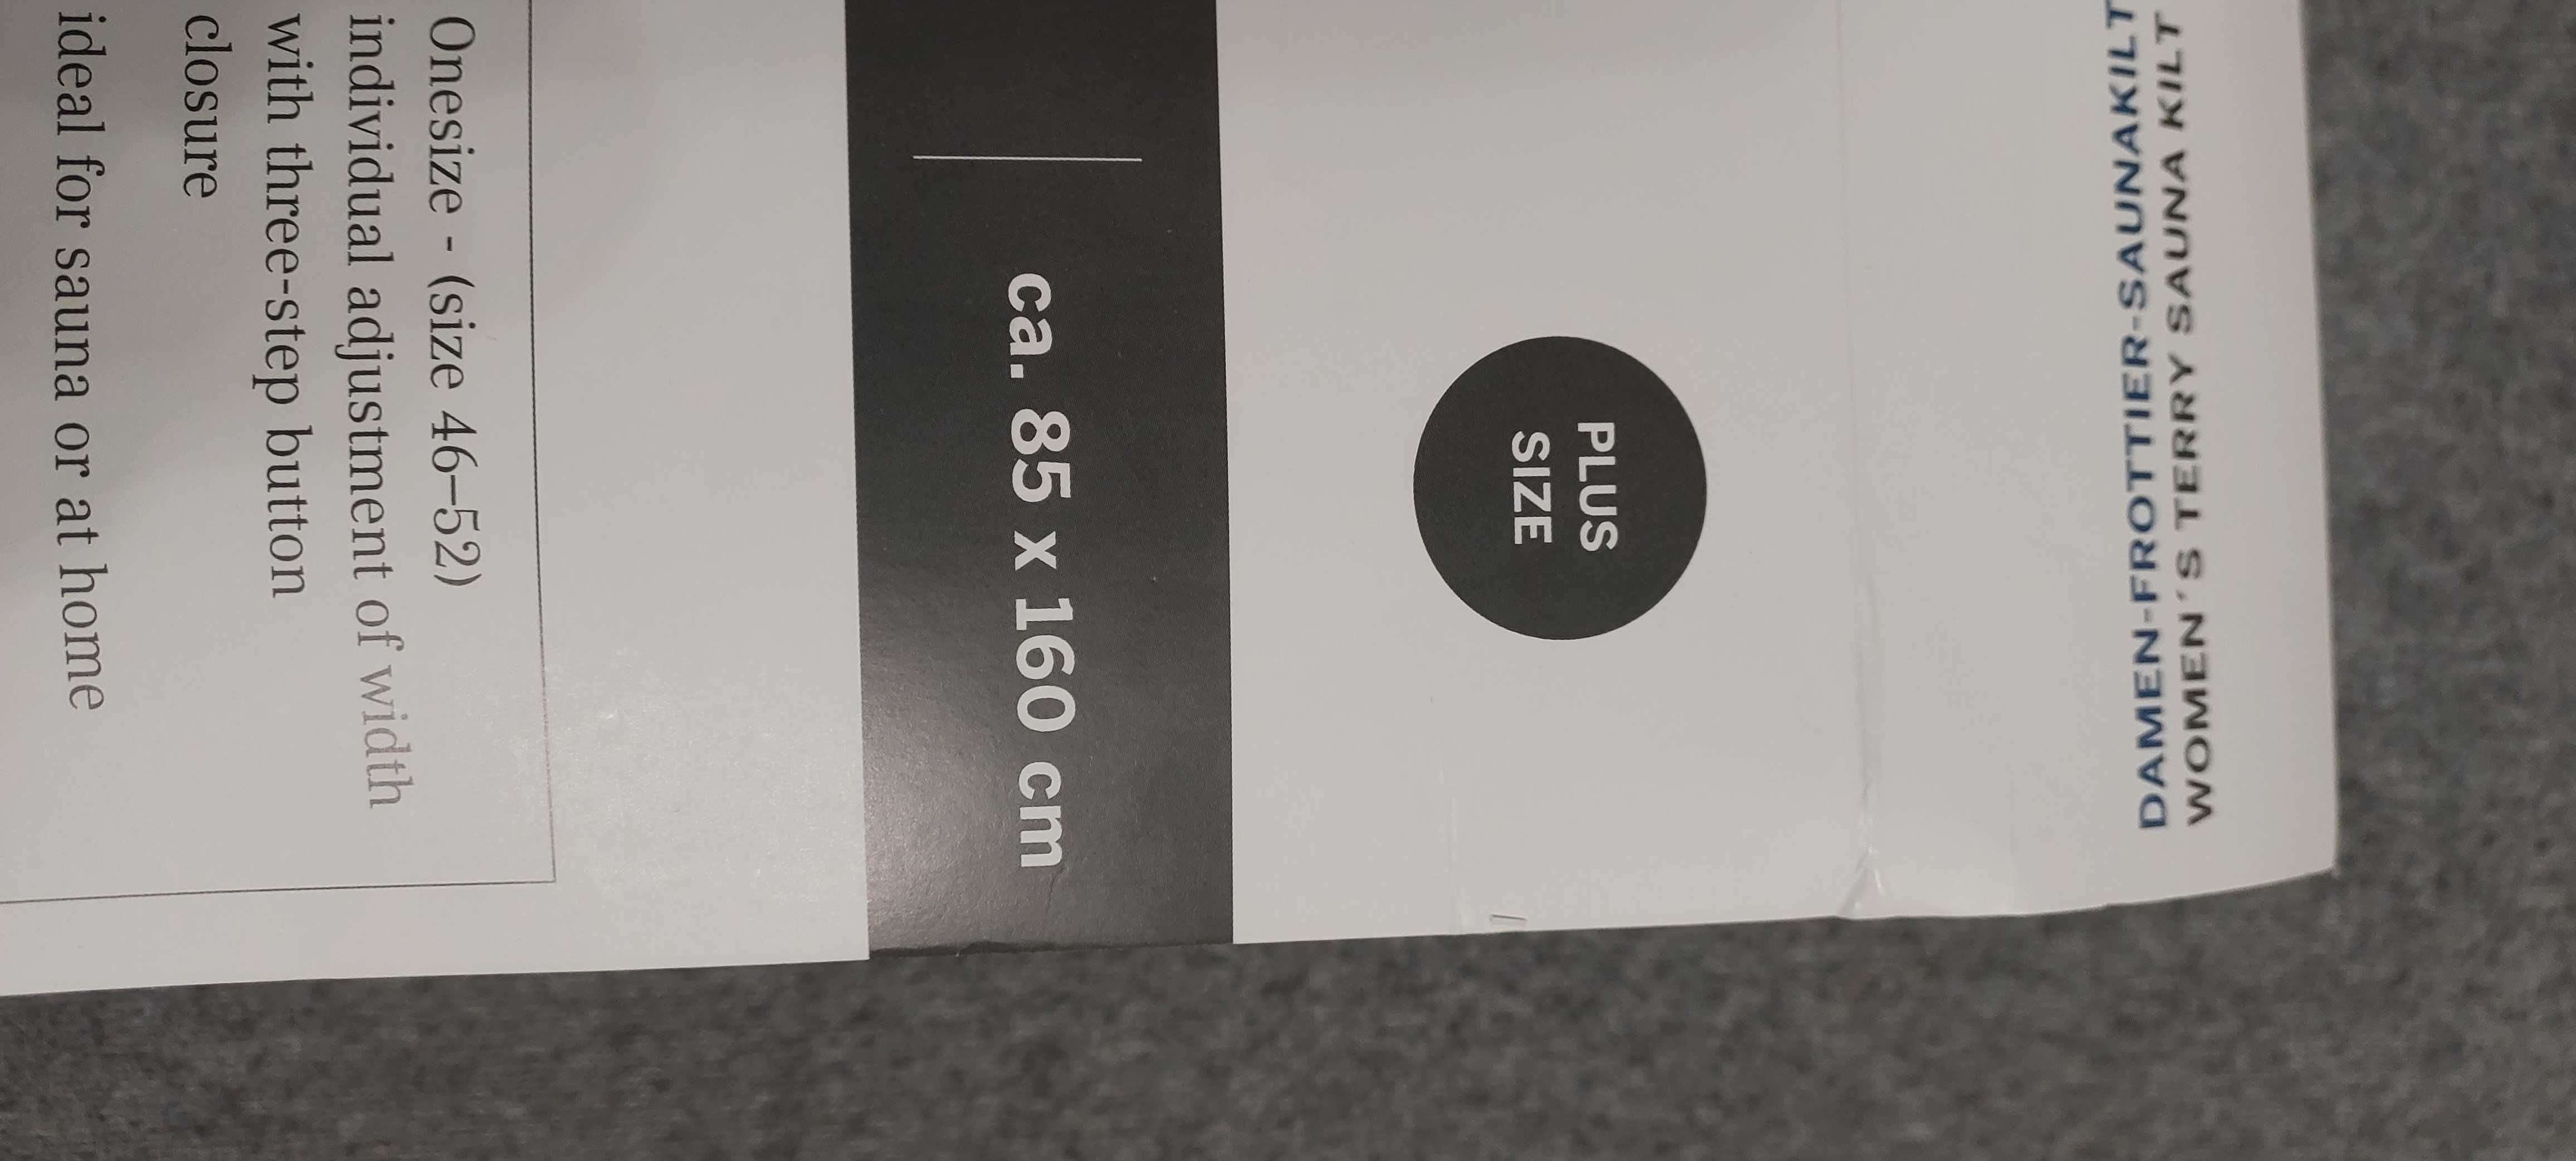 DAMEN-FROTTIER-SAUNAKILT
WOMEN´S TERRY SAUNA KILT
PLUS
SIZE
ca. 85 x 160 cm
Onesize - (size 46–52)
individual adjustment of width
with three-step button
closure
ideal for sauna or at home